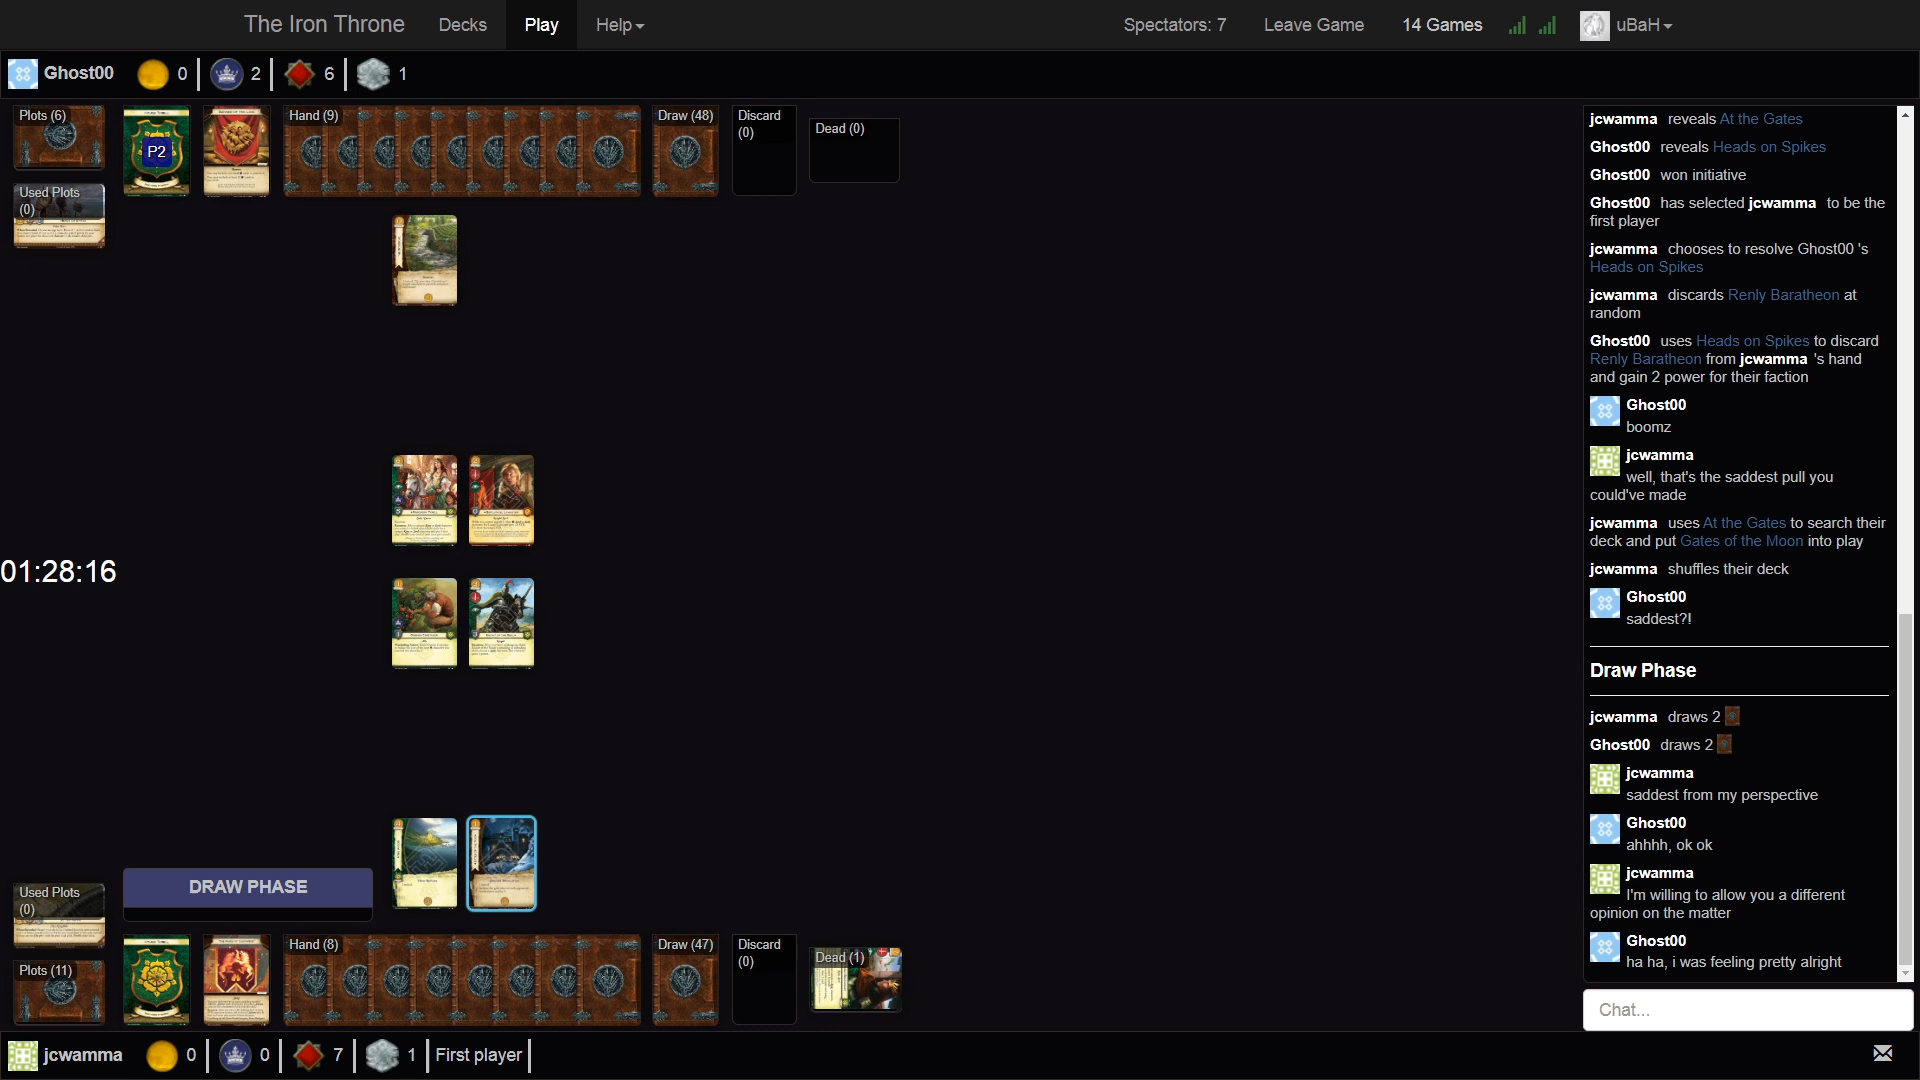 The Iron Throne
Decks
Play
Help
Spectators: 7
Leave Game
14 Games
uBaH
Ghost00
0
2
6
1
Plots (6)
P2
Hand (9)
Draw (48)
Discard
(0)
Dead (0)
Used Plots
(0)
01:28:16
Used Plots
(0)
DRAW PHASE
Plots (11)
Hand (8)
Draw (47)
Discard
(0)
Dead (1)
jcwamma
0
0
7
1
First player
jcwamma reveals At the Gates
Ghost00 reveals Heads on Spikes
Ghost00 won initiative
Ghost00 has selected jcwamma to be the
first player
jcwamma chooses to resolve Ghost00 's
Heads on Spikes
jcwamma discards Renly Baratheon at
random
Ghost00 uses Heads on Spikes to discard
Renly Baratheon from jcwamma 's hand
and gain 2 power for their faction
Ghost00
boomz
jcwamma
well, that's the saddest pull you
could've made
jcwamma uses At the Gates to search their
deck and put Gates of the Moon into play
jcwamma shuffles their deck
Ghost00
saddest?!
Draw Phase
jcwamma draws 2
Ghost00 draws 2
jcwamma
saddest from my perspective
Ghost00
ahhhh, ok ok
jcwamma
I'm willing to allow you a different
opinion on the matter
Ghost00
ha ha, i was feeling pretty alright
Chat...